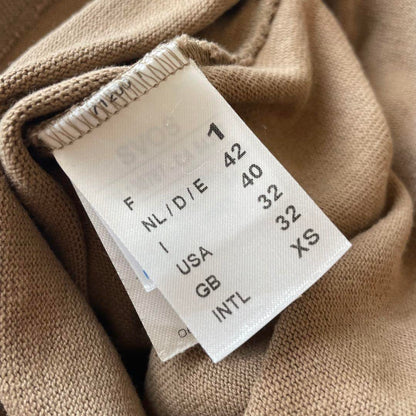 F 1
NL / D / E 42
I 40
USA 32
GB 32
INTL XS